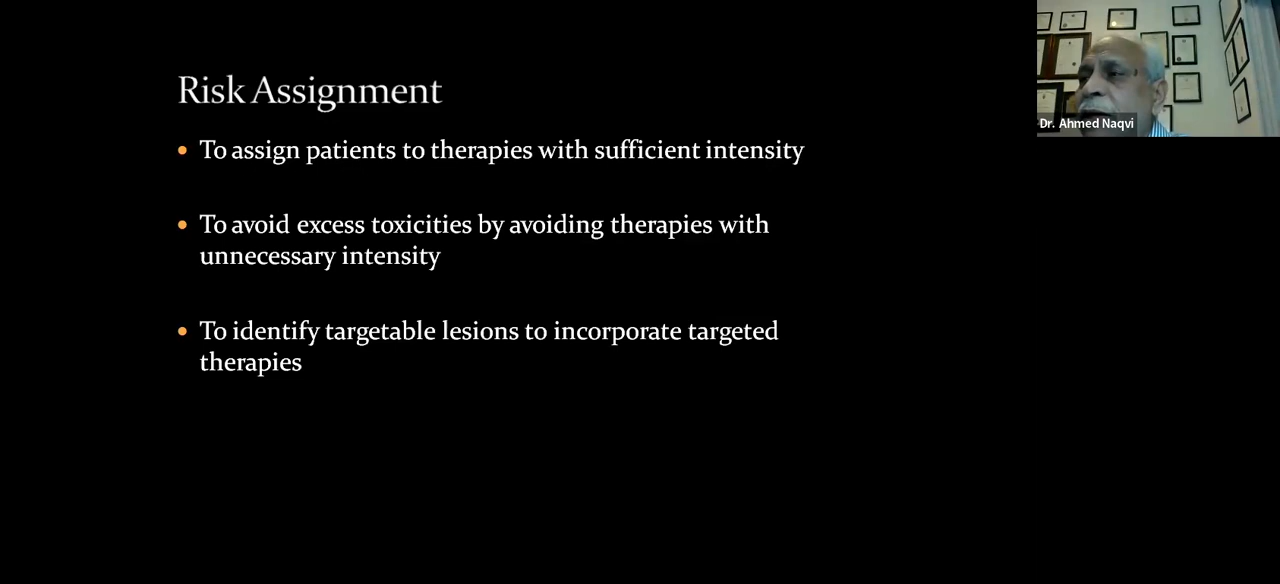 Risk Assignment
• To assign patients to therapies with sufficient intensity
• To avoid excess toxicities by avoiding therapies with
unnecessary intensity
• To identify targetable lesions to incorporate targeted
therapies
Dr. Ahmed Naqvi